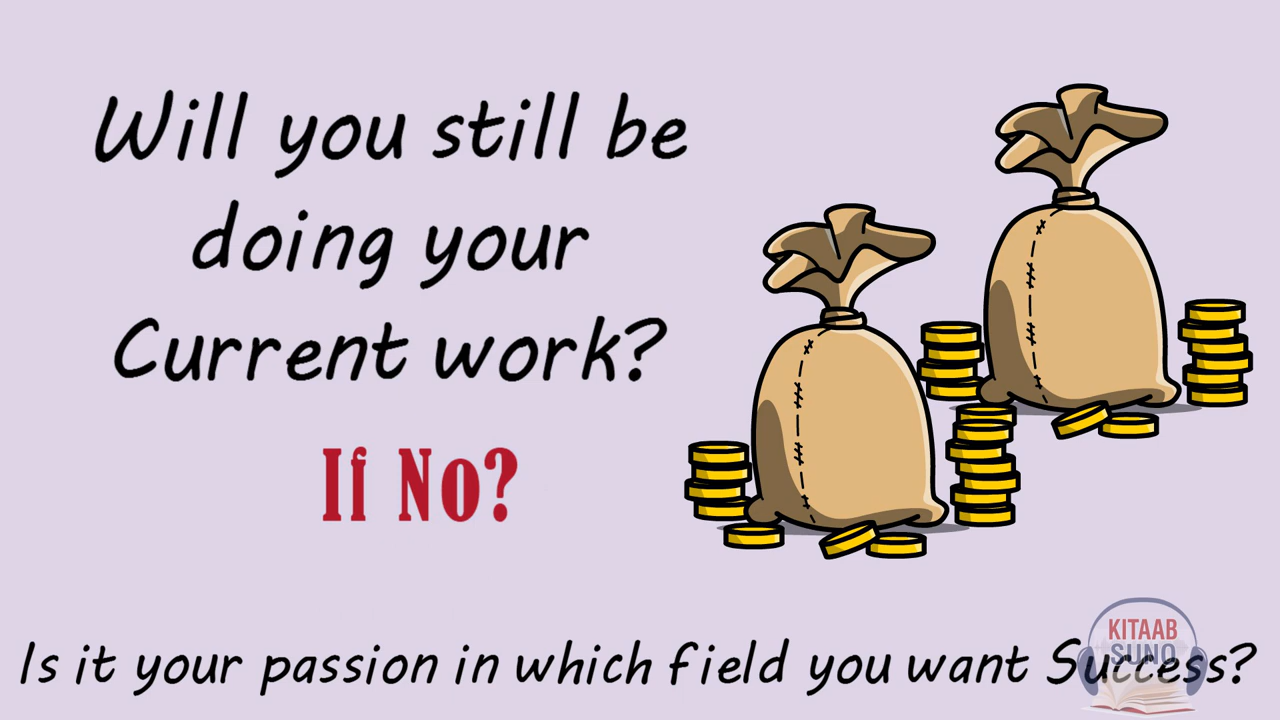 Will you still be
doing your
Current work?
If No?
Is it your passion in which field you want Success?
KITAAB
SUNO